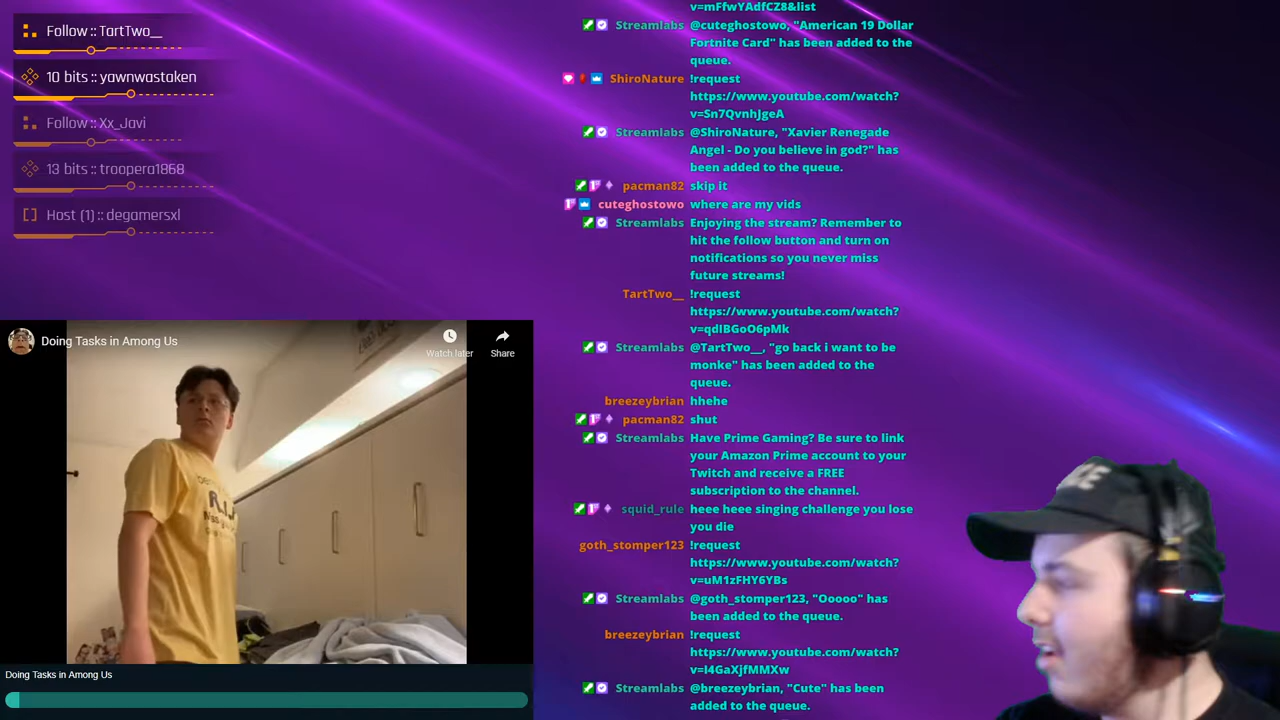 Follow :: TartTwo__
10 bits :: yawnwastaken
Follow :: Xx_Javi
13 bits :: troopera1868
Host (1) :: degamersxl
Doing Tasks in Among Us
Watch later
Share
Doing Tasks in Among Us
v=mFfwYAdfCZ8&list
Streamlabs @cuteghostowo, "American 19 Dollar
Fortnite Card" has been added to the
queue.
ShiroNature !request
https://www.youtube.com/watch?
v=Sn7QvnhJgeA
Streamlabs @ShiroNature, "Xavier Renegade
Angel - Do you believe in god?" has
been added to the queue.
pacman82 skip it
cuteghostowo where are my vids
Streamlabs Enjoying the stream? Remember to
hit the follow button and turn on
notifications so you never miss
future streams!
TartTwo__ !request
https://www.youtube.com/watch?
v=qdIBGoO6pMk
Streamlabs @TartTwo__, "go back i want to be
monke" has been added to the
queue.
breezeybrian hhehe
pacman82 shut
Streamlabs Have Prime Gaming? Be sure to link
your Amazon Prime account to your
Twitch and receive a FREE
subscription to the channel.
squid_rule heee heee singing challenge you lose
you die
goth_stomper123 !request
https://www.youtube.com/watch?
v=uM1zFHY6YBs
Streamlabs @goth_stomper123, "Ooooo" has
been added to the queue.
breezeybrian !request
https://www.youtube.com/watch?
v=I4GaXjfMMXw
Streamlabs @breezeybrian, "Cute" has been
added to the queue.